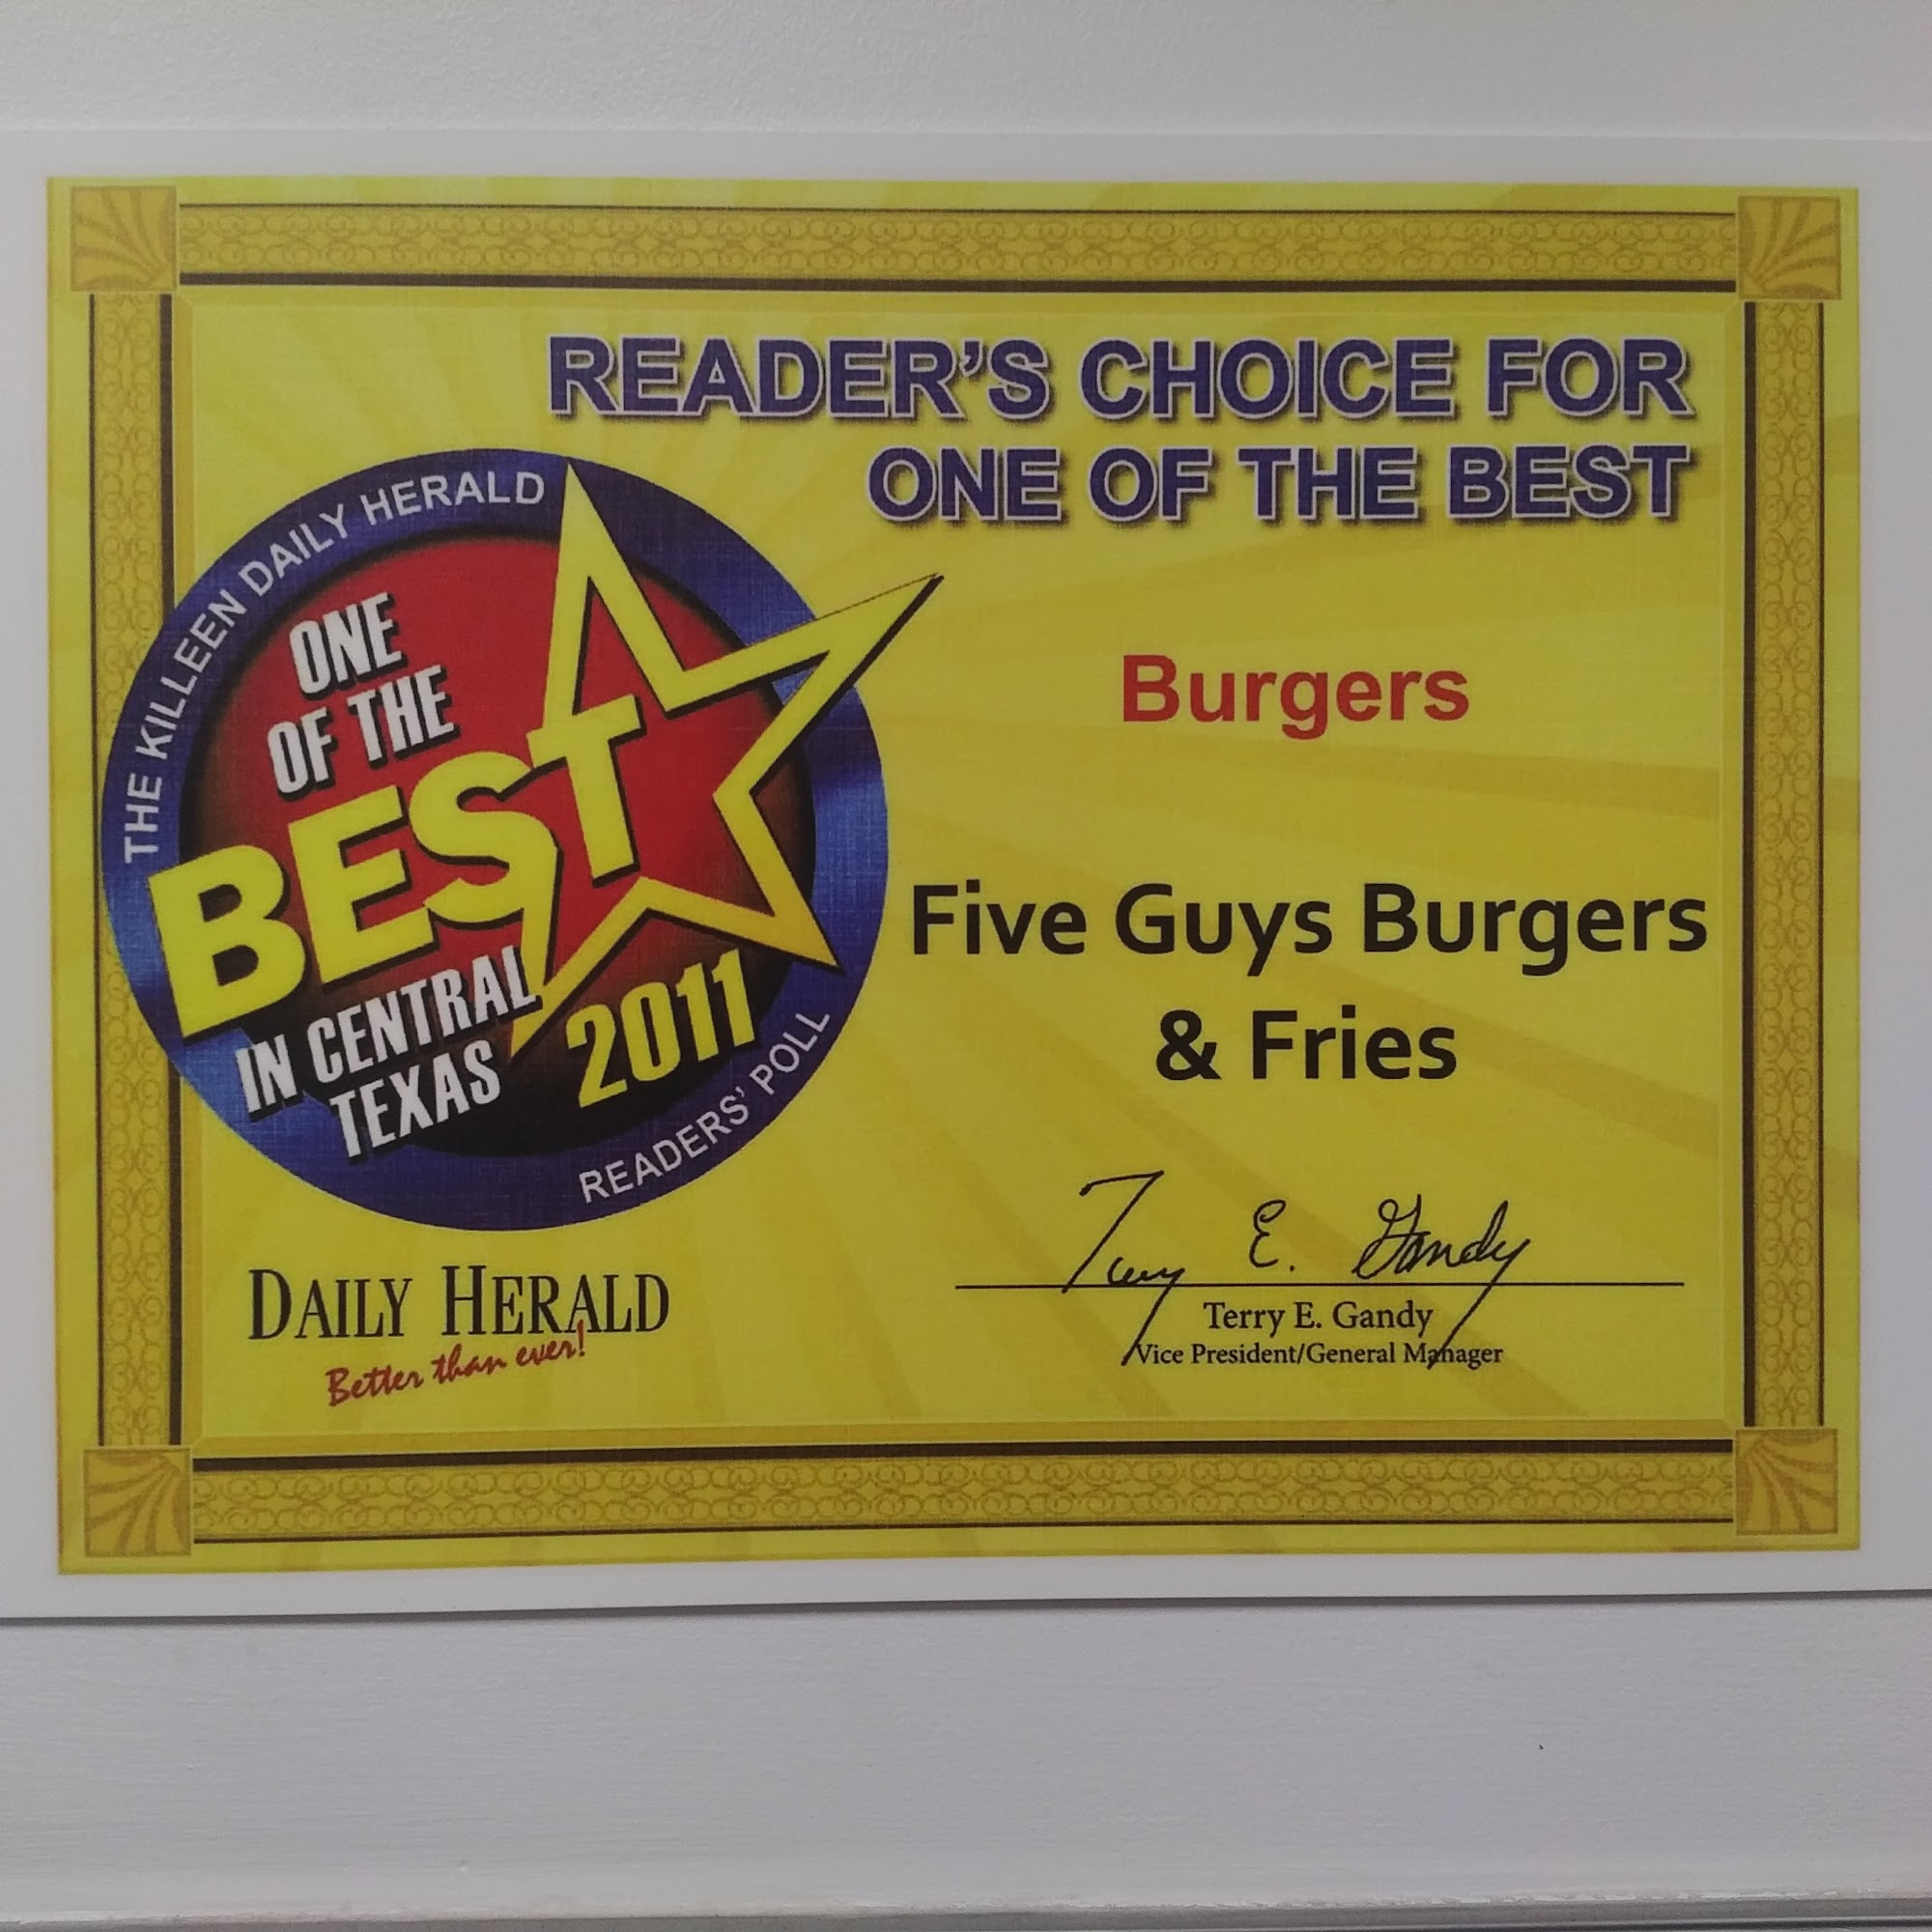 READER'S CHOICE FOR
ONE OF THE BEST
THE KILLEEN DAILY HERALD
ONE
OF THE
BEST
IN CENTRAL
TEXAS
2011
READERS' POLL
Burgers
Five Guys Burgers
& Fries
DAILY HERALD
Better than ever!
Terry E. Gandy
Terry E. Gandy
Vice President/General Manager